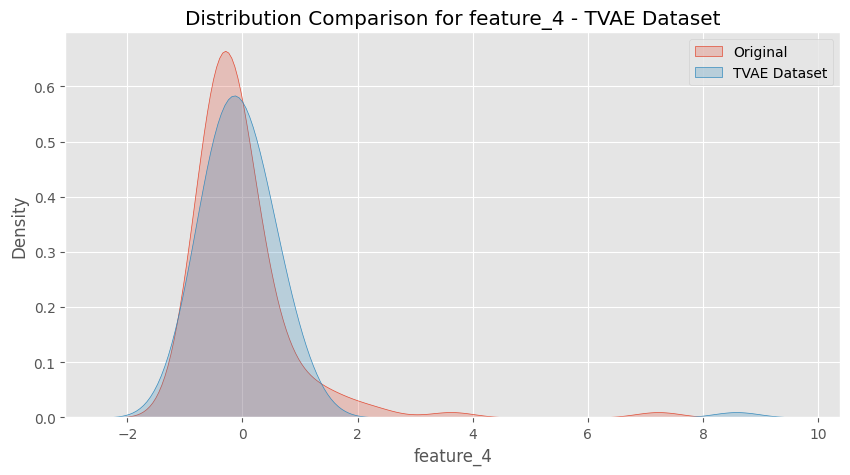 Distribution Comparison for feature_4 - TVAE Dataset
Original
TVAE Dataset
Density
0.6
0.5
0.4
0.3
0.2
0.1
0.0
−2 0 2 4 6 8 10
feature_4